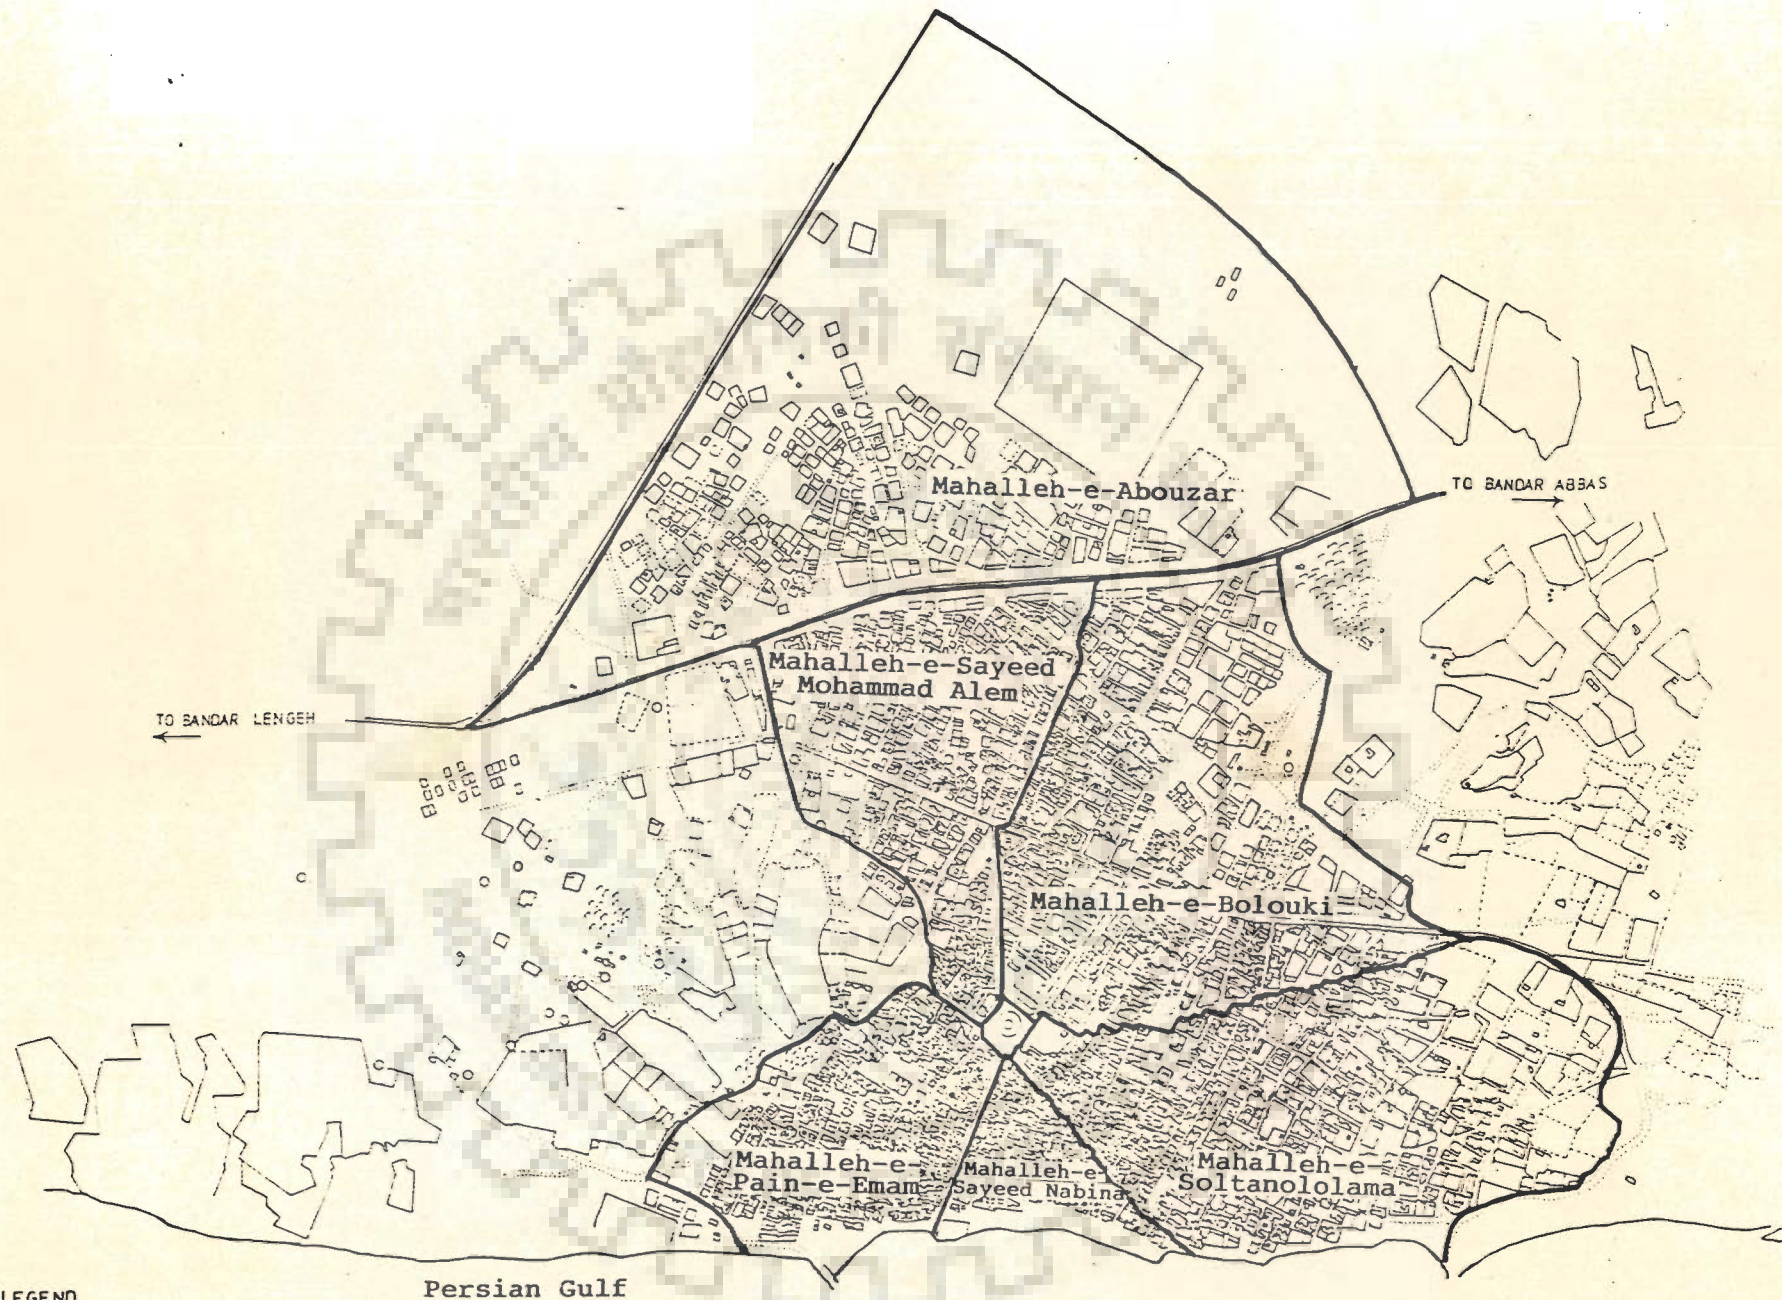 Mahalleh-e-Abouzar
TO BANDAR ABBAS
Mahalleh-e-Sayeed
Mohammad Alem
TO BANDAR LENGEH
Mahalleh-e-Bolouki
Mahalleh-e-
Pain-e-Emam
Mahalleh-e-
Sayeed Nabina
Mahalleh-e-
Soltanololama
Persian Gulf
LEGEND